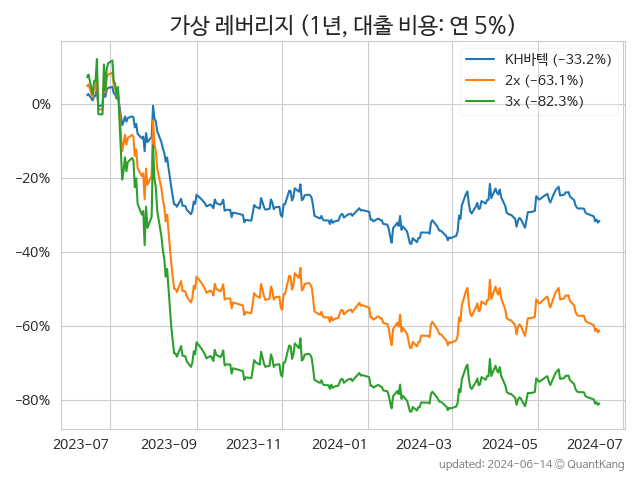 가상 레버리지 (1년, 대출 비용: 연 5%)
KH바텍 (−33.2%)
2x (−63.1%)
3x (−82.3%)
0%
−20%
−40%
−60%
−80%
2023−07 2023−09 2023−11 2024−01 2024−03 2024−05 2024−07
updated: 2024-06-14 © QuantKang